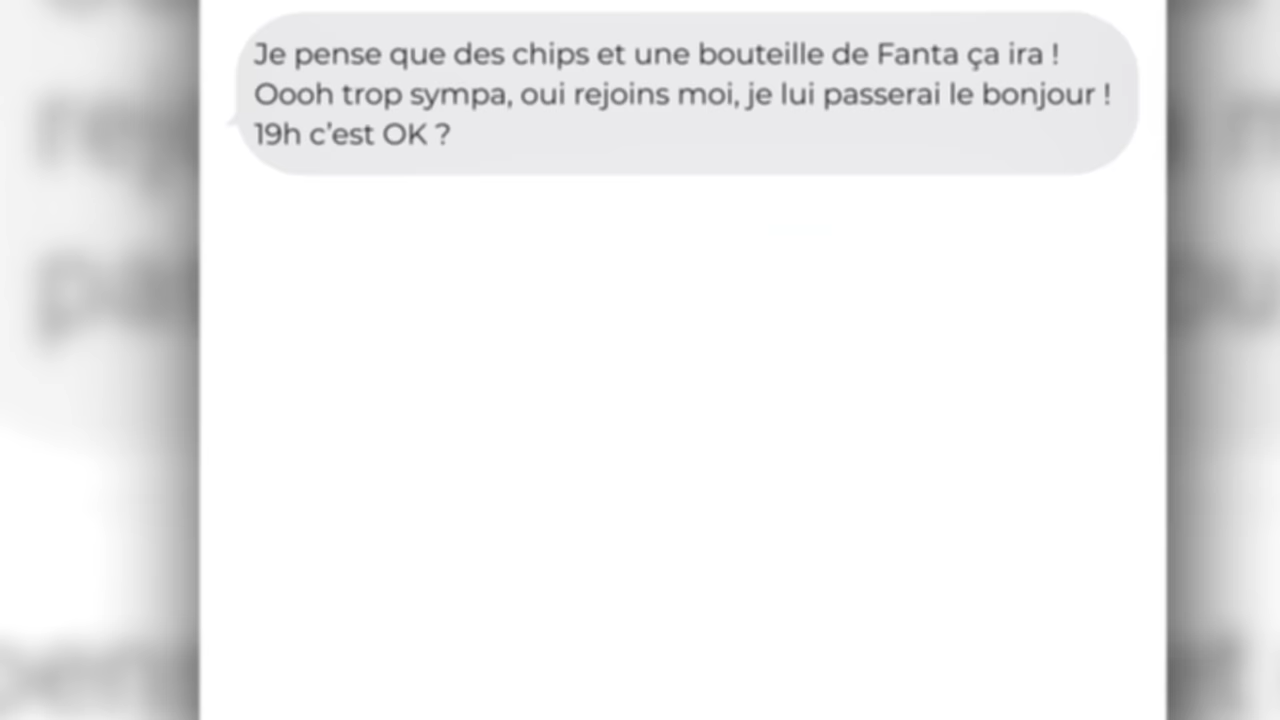 Je pense que des chips et une bouteille de Fanta ça ira !
Oooh trop sympa, oui rejoins moi, je lui passerai le bonjour !
19h c’est OK ?